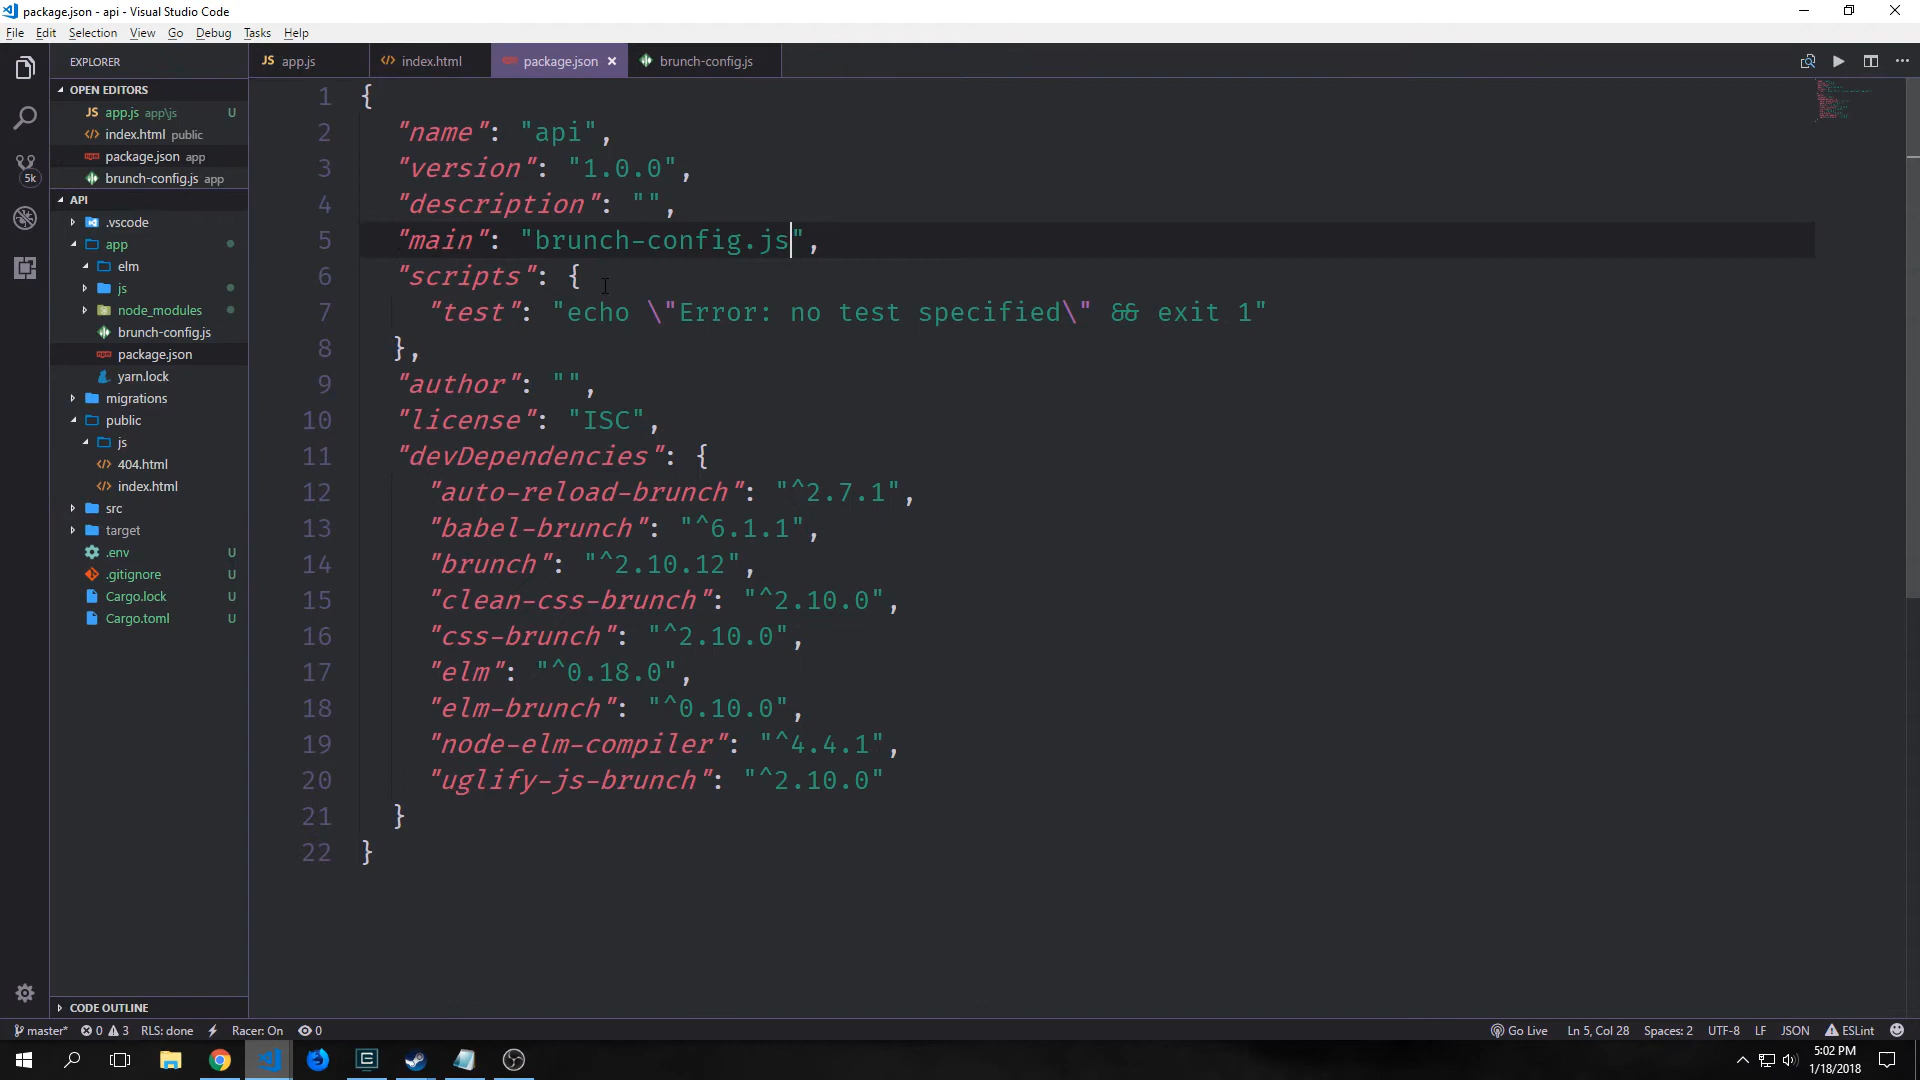 package.json - api - Visual Studio Code
File Edit Selection View Go Debug Tasks Help
EXPLORER
OPEN EDITORS
JS app.js app\js U
index.html public
package.json app
brunch-config.js app
API
.vscode
app
elm
js
node_modules
brunch-config.js
package.json
yarn.lock
migrations
public
js
404.html
index.html
src
target
.env U
.gitignore U
Cargo.lock U
Cargo.toml U
CODE OUTLINE
5k
JS app.js index.html package.json brunch-config.js
1 {
2 "name": "api",
3 "version": "1.0.0",
4 "description": "",
5 "main": "brunch-config.js",
6 "scripts": {
7 "test": "echo \"Error: no test specified\" && exit 1"
8 },
9 "author": "",
10 "license": "ISC",
11 "devDependencies": {
12 "auto-reload-brunch": "^2.7.1",
13 "babel-brunch": "^6.1.1",
14 "brunch": "^2.10.12",
15 "clean-css-brunch": "^2.10.0",
16 "css-brunch": "^2.10.0",
17 "elm": "^0.18.0",
18 "elm-brunch": "^0.10.0",
19 "node-elm-compiler": "^4.4.1",
20 "uglify-js-brunch": "^2.10.0"
21 }
22 }
master* 0 3 RLS: done Racer: On 0 Go Live Ln 5, Col 28 Spaces: 2 UTF-8 LF JSON ESLint
5:02 PM
1/18/2018